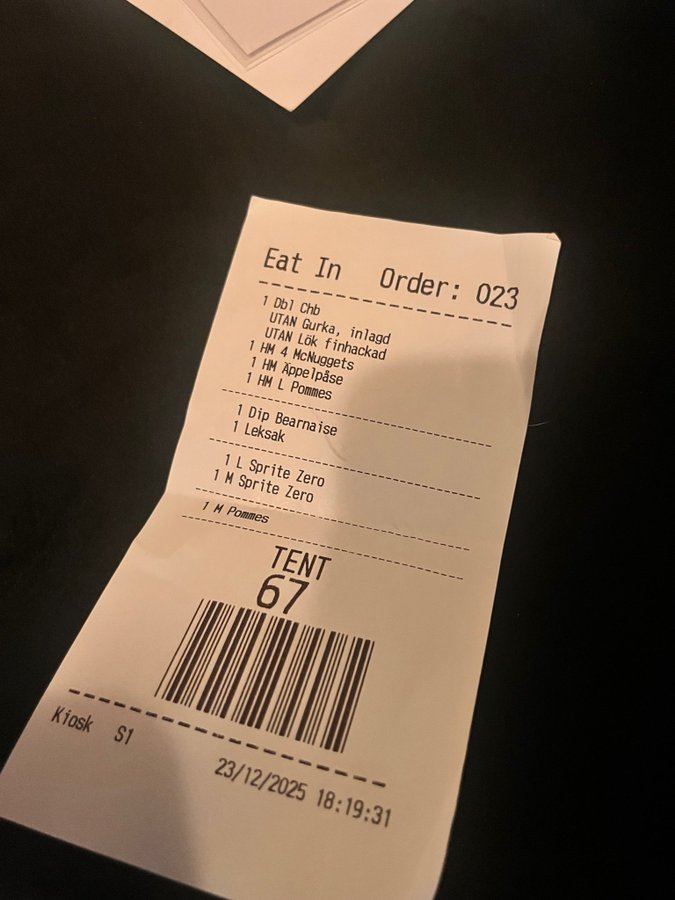 Eat In Order: 023
1 Dbl Chb
UTAN Gurka, inlagd
UTAN Lök finhackad
1 HM 4 McNuggets
1 HM Äppelpåse
1 HM L Pommes
1 Dip Bearnaise
1 Leksak
1 L Sprite Zero
1 M Sprite Zero
1 M Pommes
TENT
67
Kiosk S1
23/12/2025 18:19:31